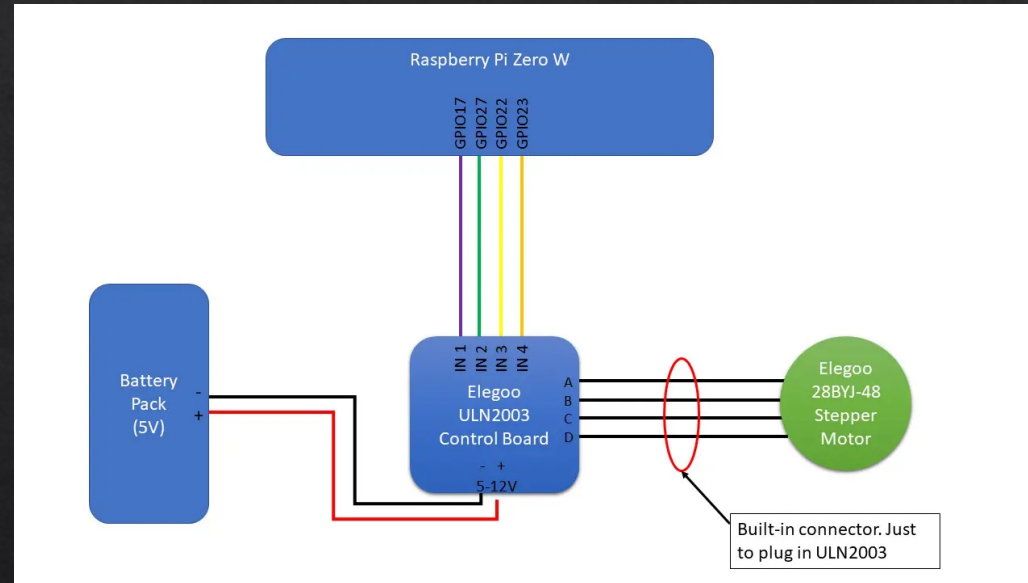 Raspberry Pi Zero W
GPIO17
GPIO27
GPIO22
GPIO23
Battery
Pack
(5V)
-
+
IN 1
IN 2
IN 3
IN 4
Elegoo
ULN2003
Control Board
A
B
C
D
- +
5-12V
Elegoo
28BYJ-48
Stepper
Motor
Built-in connector. Just
to plug in ULN2003